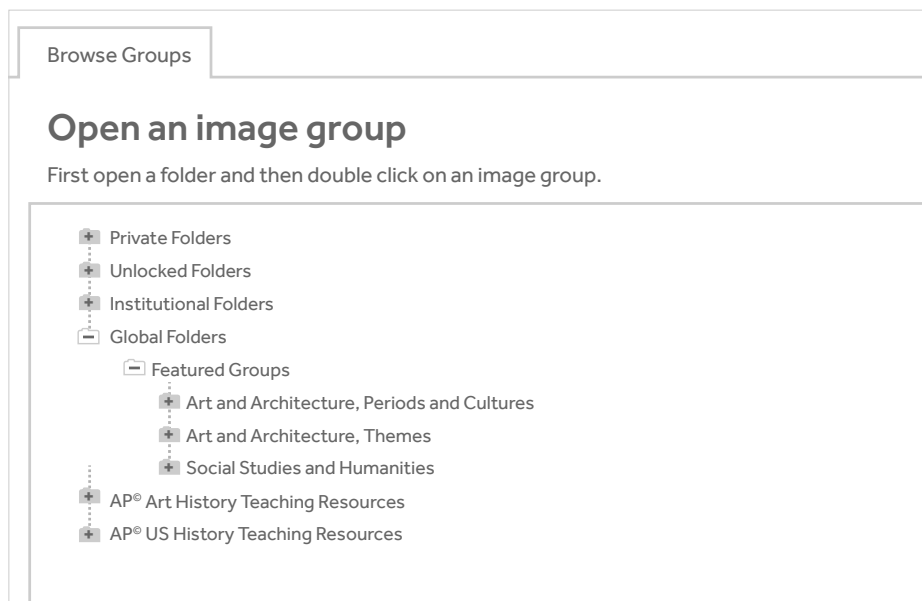 Browse Groups
Open an image group
First open a folder and then double click on an image group.
Private Folders
Unlocked Folders
Institutional Folders
Global Folders
Featured Groups
Art and Architecture, Periods and Cultures
Art and Architecture, Themes
Social Studies and Humanities
AP© Art History Teaching Resources
AP© US History Teaching Resources